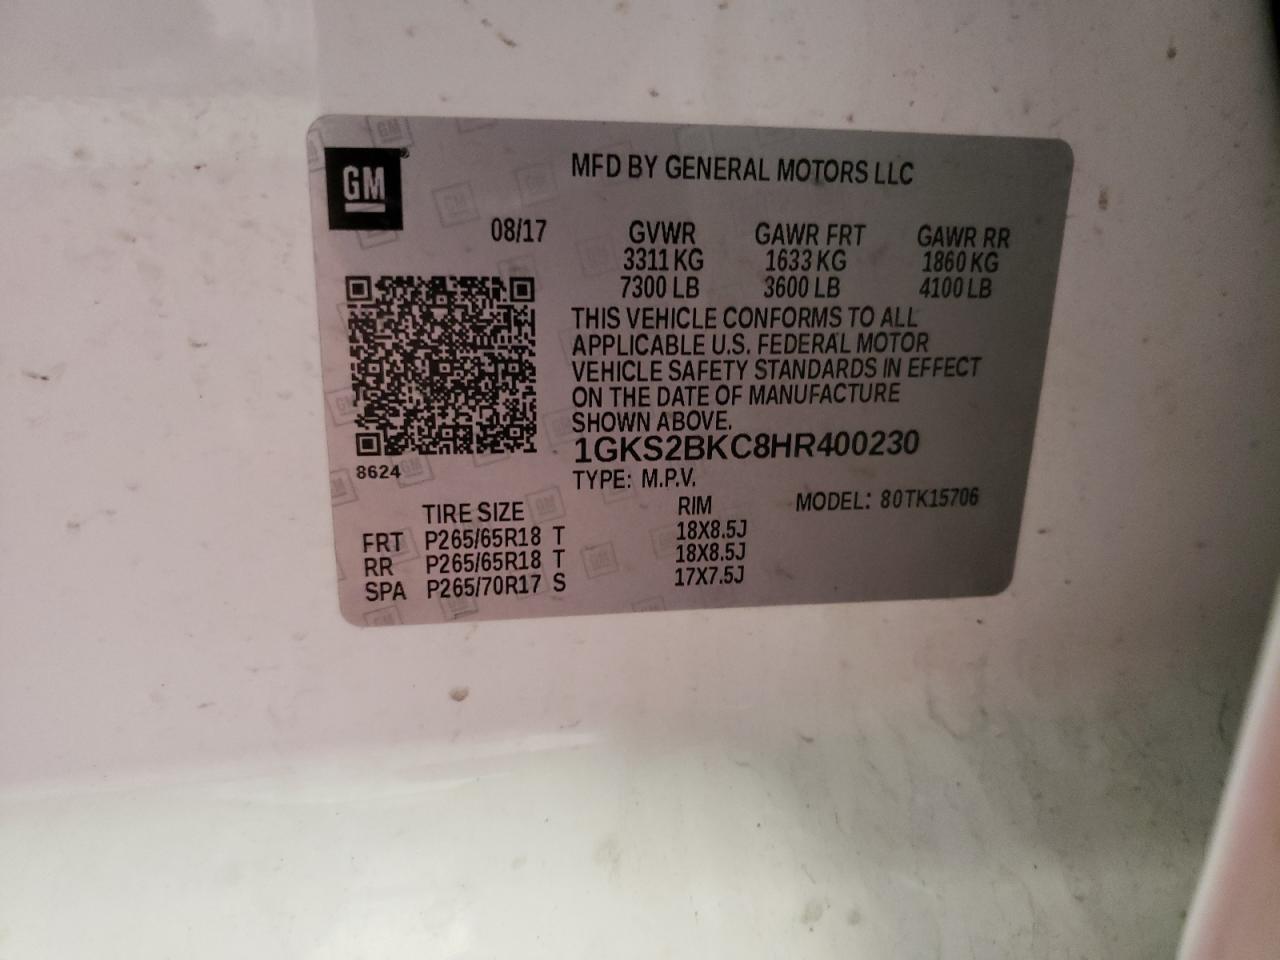 GM
MFD BY GENERAL MOTORS LLC
08/17 GVWR GAWR FRT GAWR RR
3311 KG 1633 KG 1860 KG
7300 LB 3600 LB 4100 LB
THIS VEHICLE CONFORMS TO ALL
APPLICABLE U.S. FEDERAL MOTOR
VEHICLE SAFETY STANDARDS IN EFFECT
ON THE DATE OF MANUFACTURE
SHOWN ABOVE.
1GKS2BKC8HR400230
8624
TYPE: M.P.V.
MODEL: 80TK15706
TIRE SIZE RIM
FRT P265/65R18 T 18X8.5J
RR P265/65R18 T 18X8.5J
SPA P265/70R17 S 17X7.5J